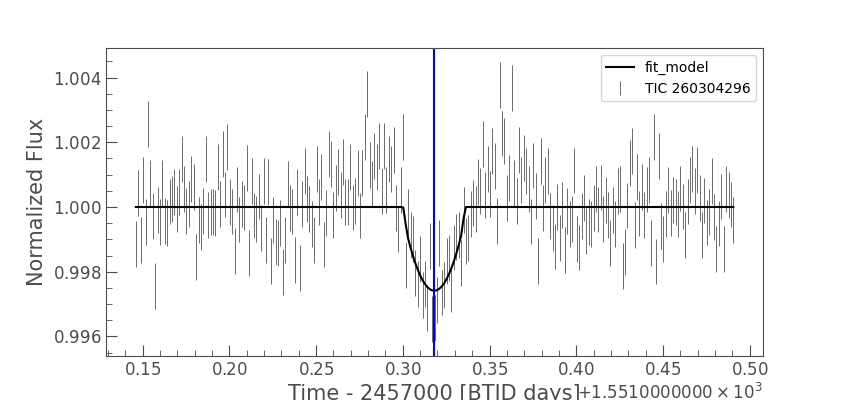 fit_model
TIC 260304296
1.004
1.002
1.000
0.998
0.996
Normalized Flux
0.15 0.20 0.25 0.30 0.35 0.40 0.45 0.50
Time - 2457000 [BTJD days]
+1.5510000000 × 10³